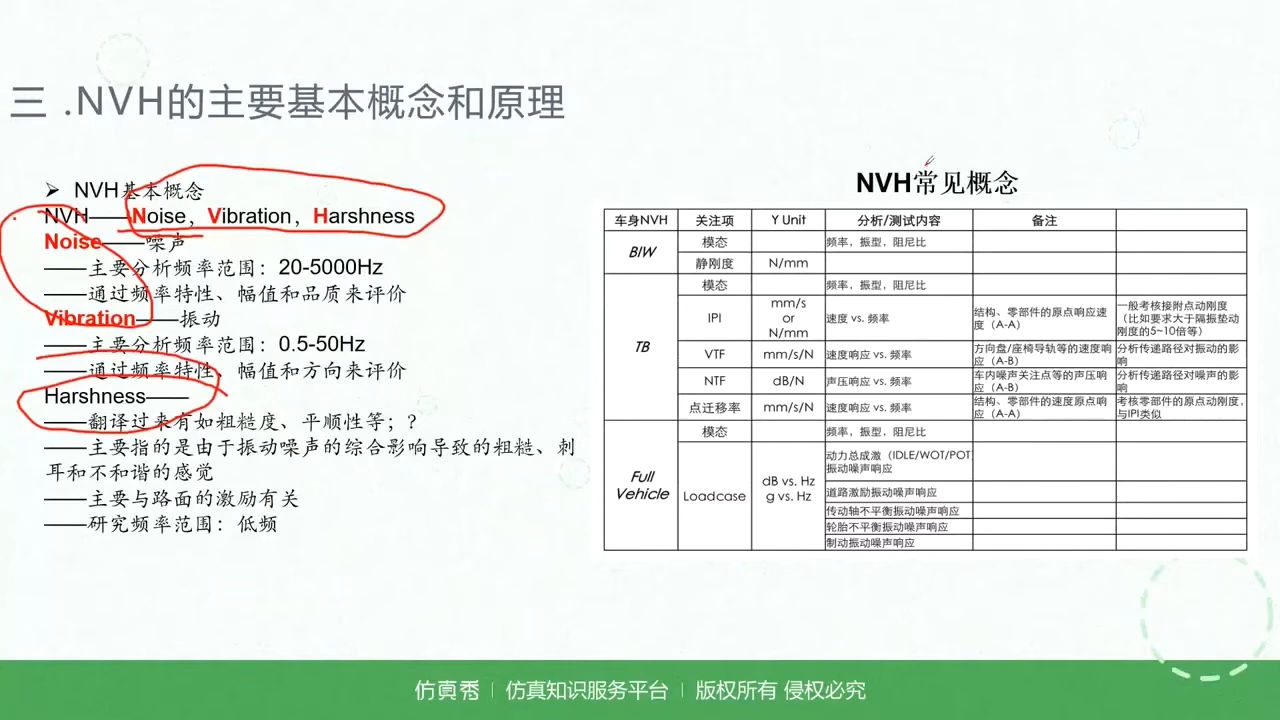 三 .NVH的主要基本概念和原理
➢ NVH基本概念
NVH——Noise，Vibration，Harshness
Noise——噪声
——主要分析频率范围：20-5000Hz
——通过频率特性、幅值和品质来评价
Vibration——振动
——主要分析频率范围：0.5-50Hz
——通过频率特性、幅值和方向来评价
Harshness——
——翻译过来有如粗糙度、平顺性等；？
——主要指的是由于振动噪声的综合影响导致的粗糙、刺
耳和不和谐的感觉
——主要与路面的激励有关
——研究频率范围：低频
NVH常见概念
车身NVH 关注项 Y Unit 分析/测试内容 备注
BIW 模态 频率，振型，阻尼比
静刚度 N/mm
TB 模态 频率，振型，阻尼比
IPI mm/s or N/mm 速度 vs. 频率 结构、零部件的原点响应速度（A-A） 一般考核接附点动刚度（比如要求大于隔振垫动刚度的5~10倍等）
VTF mm/s/N 速度响应 vs. 频率 方向盘/座椅导轨等的速度响应（A-B） 分析传递路径对振动的影响
NTF dB/N 声压响应 vs. 频率 车内噪声关注点等的声压响应（A-B） 分析传递路径对噪声的影响
点迁移率 mm/s/N 速度响应 vs. 频率 结构、零部件的速度原点响应（A-A） 考核零部件的原点动刚度，与IPI类似
Full Vehicle 模态 频率，振型，阻尼比
Loadcase dB vs. Hz g vs. Hz 动力总成激（IDLE/WOT/POT 振动噪声响应
道路激励振动噪声响应
传动轴不平衡振动噪声响应
轮胎不平衡振动噪声响应
制动振动噪声响应
仿真秀 | 仿真知识服务平台 | 版权所有 侵权必究